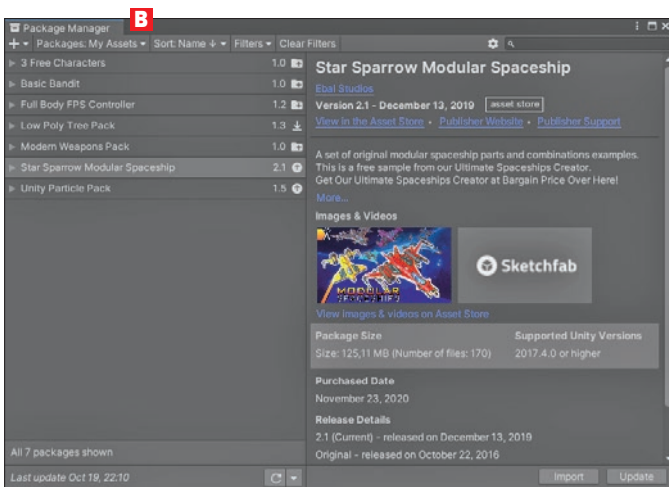 B
Package Manager
+ Packages: My Assets Sort: Name ↓ Filters Clear Filters
3 Free Characters 1.0
Basic Bandit 1.0
Full Body FPS Controller 1.2
Low Poly Tree Pack 1.3
Modern Weapons Pack 1.0
Star Sparrow Modular Spaceship 2.1
Unity Particle Pack 1.5
All 7 packages shown
Last update Oct 19, 22:10
Star Sparrow Modular Spaceship
Ebal Studios
Version 2.1 - December 13, 2019 asset store
View in the Asset Store • Publisher Website • Publisher Support
A set of original modular spaceship parts and combinations examples.
This is a free sample from our Ultimate Spaceships Creator.
Get Our Ultimate Spaceships Creator at Bargain Price Over Here!
More...
Images & Videos
MODULAR
SPACESHIPS
Sketchfab
View images & videos on Asset Store
Package Size Supported Unity Versions
Size: 125,11 MB (Number of files: 170) 2017.4.0 or higher
Purchased Date
November 23, 2020
Release Details
2.1 (Current) - released on December 13, 2019
Original - released on October 22, 2016
Import Update